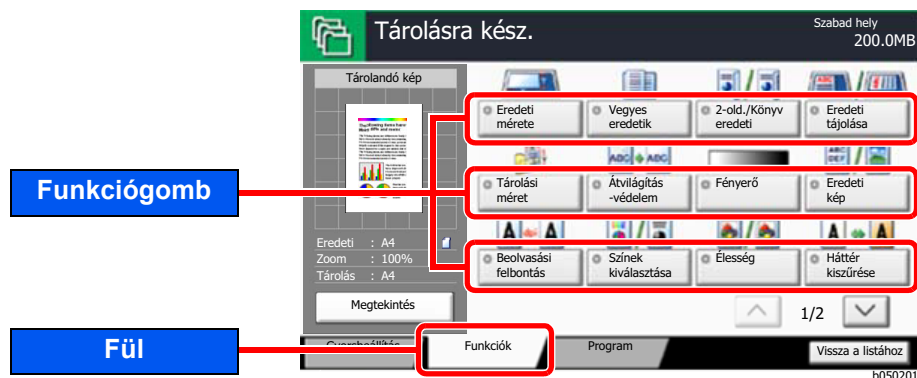 Tárolásra kész.
Szabad hely
200.0MB
Tárolandó kép
Eredeti
mérete
Vegyes
eredetik
2-old./Könyv
eredeti
Eredeti
tájolása
Funkciógomb
Tárolási
méret
Átvilágítás
-védelem
Fényerő
Eredeti
kép
Eredeti : A4
Zoom : 100%
Tárolás : A4
Beolvasási
felbontás
Színek
kiválasztása
Élesség
Háttér
kiszűrése
Megtekintés
1/2
Fül
Gyorsbeállítás
Funkciók
Program
Vissza a listához
b050201